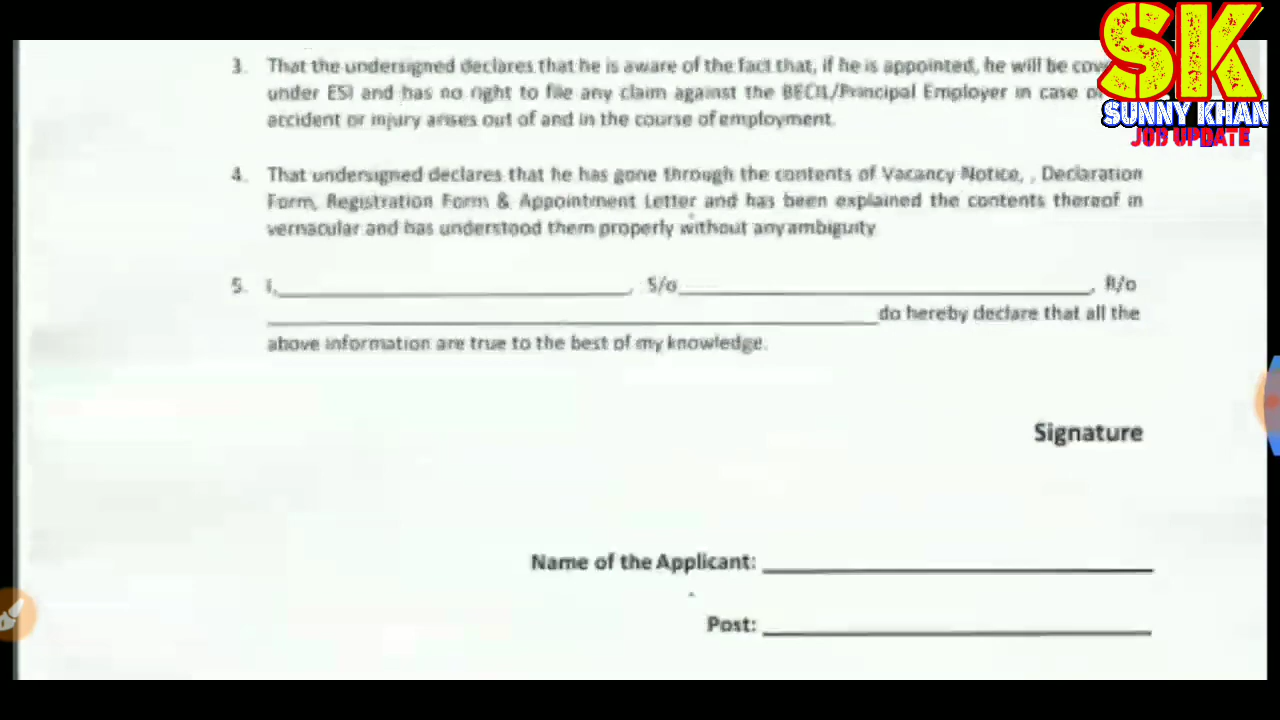 SK
SUNNY KHAN
JOB UPDATE
3. That the undersigned declares that he is aware of the fact that, if he is appointed, he will be
under ESI and has no right to file any claim against the BECIL/Principal Employer in case
accident or injury arises out of and in the course of employment.
4. That undersigned declares that he has gone through the contents of Vacancy Notice, , Declaration
Form, Registration Form & Appointment Letter and has been explained the contents thereof in
vernacular and has understood them properly without any ambiguity
5. I,____________________, S/o____________________, R/o
____________________do hereby declare that all the
above information are true to the best of my knowledge.
Signature
Name of the Applicant: ____________________
Post: ____________________